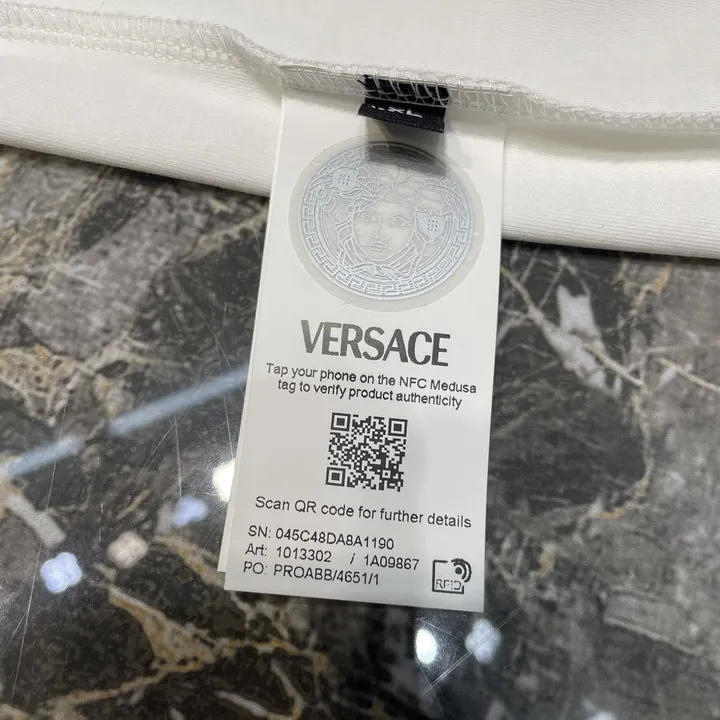 XL
VERSACE
Tap your phone on the NFC Medusa
tag to verify product authenticity
Scan QR code for further details
SN: 045C48DA8A1190
Art: 1013302 / 1A09867
PO: PROABB/4651/1
RFID